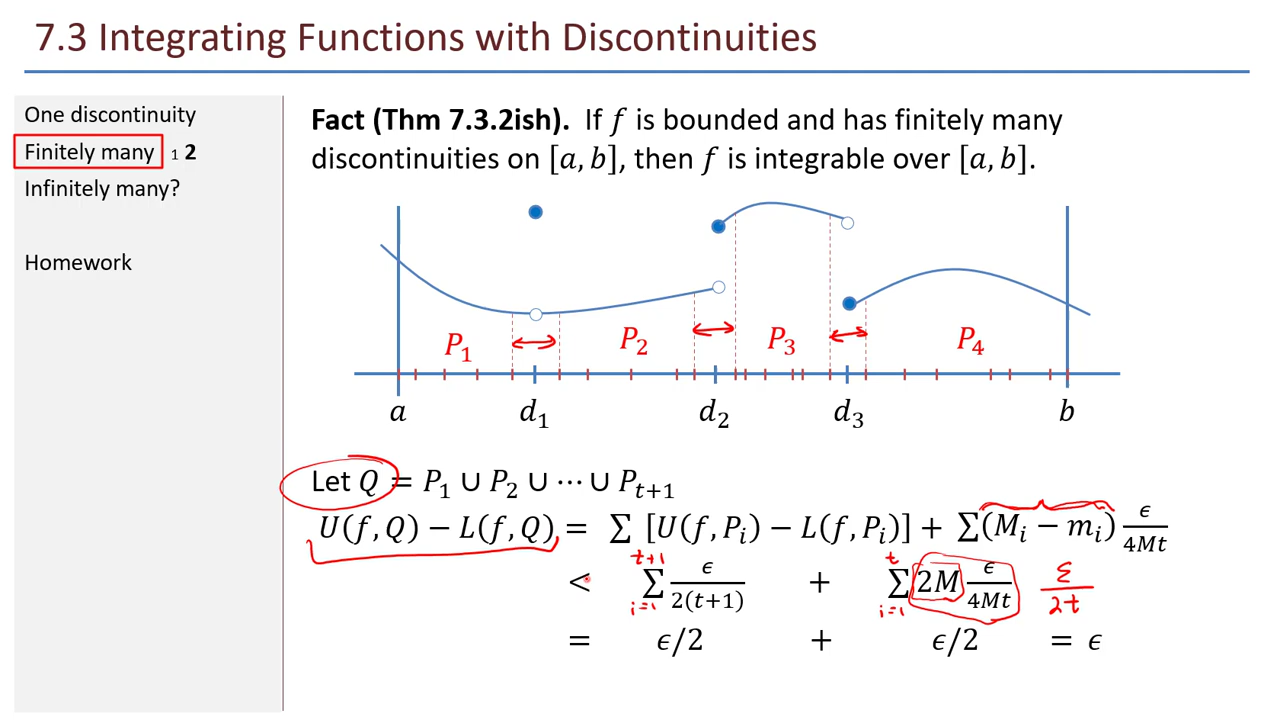 7.3 Integrating Functions with Discontinuities
One discontinuity
Finitely many 1 2
Infinitely many?
Homework
Fact (Thm 7.3.2ish). If f is bounded and has finitely many
discontinuities on [a, b], then f is integrable over [a, b].
P₁ P₂ P₃ P₄
a d₁ d₂ d₃ b
Let Q = P₁ ∪ P₂ ∪ ⋯ ∪ Pₜ₊₁
U(f, Q) − L(f, Q) = ∑ [U(f, Pᵢ) − L(f, Pᵢ)] + ∑(Mᵢ − mᵢ) ϵ/4Mt
< ∑ t+1 i=1 ϵ/2(t+1) + ∑ t i=1 2M ϵ/4Mt ε/2t
= ϵ/2 + ϵ/2 = ϵ